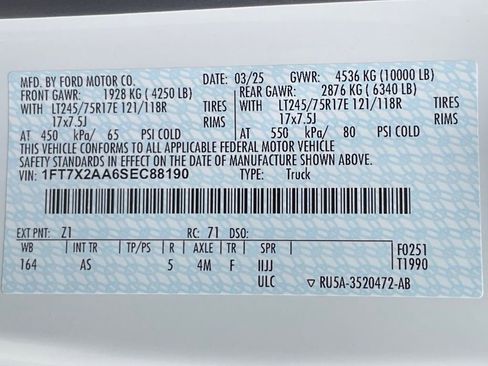 MFD. BY FORD MOTOR CO. DATE: 03/25 GVWR: 4536 KG (10000 LB)
FRONT GAWR: 1928 KG ( 4250 LB) REAR GAWR: 2876 KG ( 6340 LB)
WITH LT245/75R17E 121/118R TIRES WITH LT245/75R17E 121/118R TIRES
17x7.5J RIMS 17x7.5J RIMS
AT 450 kPa/ 65 PSI COLD AT 550 kPa/ 80 PSI COLD
THIS VEHICLE CONFORMS TO ALL APPLICABLE FEDERAL MOTOR VEHICLE
SAFETY STANDARDS IN EFFECT ON THE DATE OF MANUFACTURE SHOWN ABOVE.
VIN: 1FT7X2AA6SEC88190 TYPE: Truck
EXT PNT: Z1 RC: 71 DSO:
WB INT TR TP/PS R AXLE TR SPR F0251
164 AS 5 4M F IIJJ T1990
ULC RU5A-3520472-AB